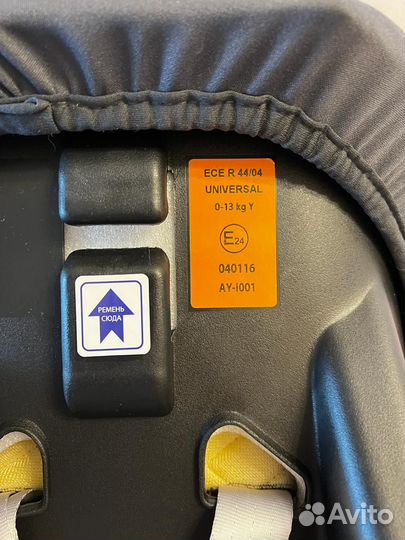 ECE R 44/04
UNIVERSAL
0-13 kg Y
E24
040116
AY-I001
РЕМЕНЬ
СЮДА
Avito